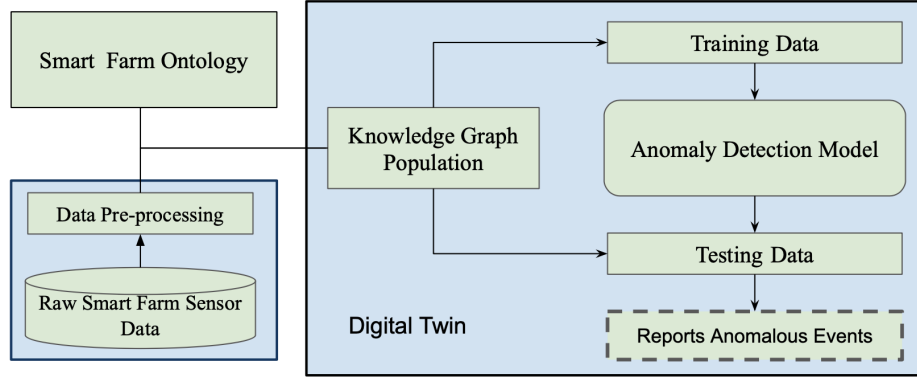 Smart Farm Ontology
Data Pre-processing
Raw Smart Farm Sensor
Data
Knowledge Graph
Population
Training Data
Anomaly Detection Model
Testing Data
Reports Anomalous Events
Digital Twin